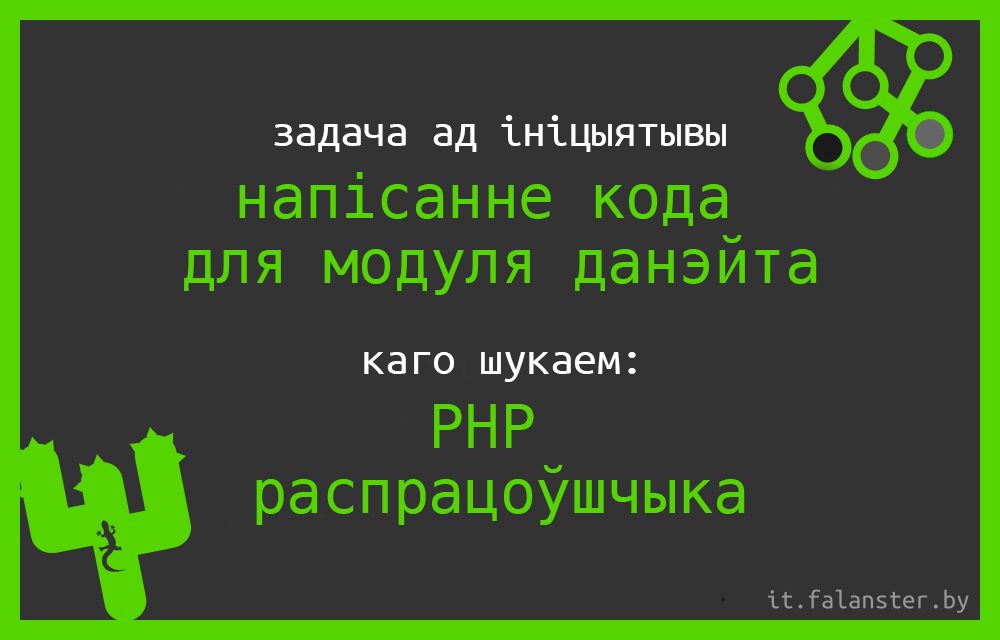 задача ад ініцыятывы
напісанне кода
для модуля данэйта
каго шукаем:
PHP
распрацоўшчыка
it.falanster.by